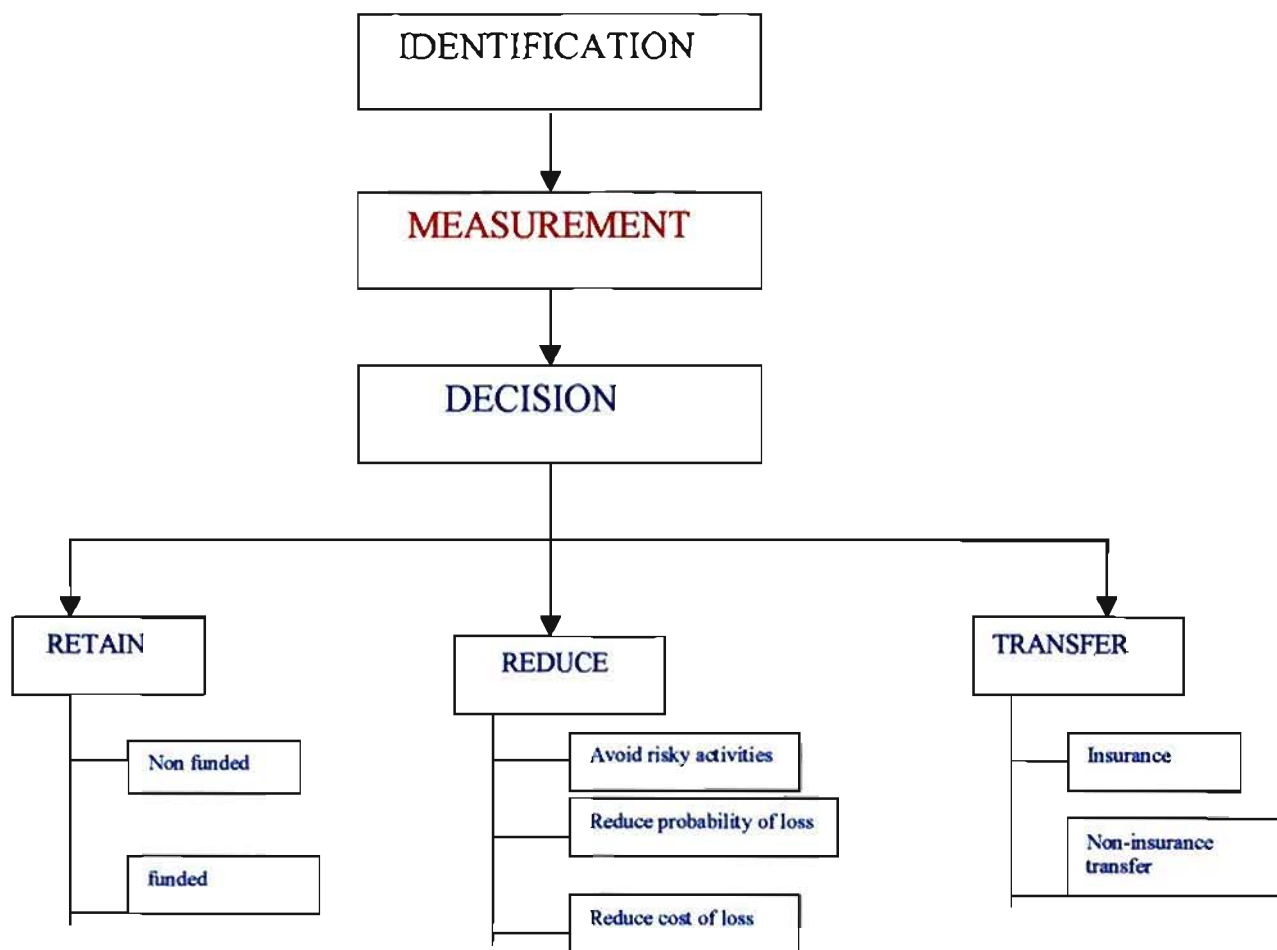 IDENTIFICATION
MEASUREMENT
DECISION
RETAIN
Non funded
funded
REDUCE
Avoid risky activities
Reduce probability of loss
Reduce cost of loss
TRANSFER
Insurance
Non-insurance
transfer